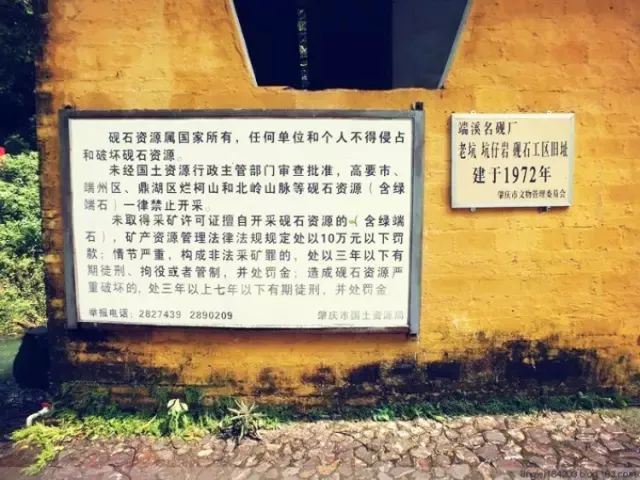 砚石资源属国家所有，任何单位和个人不得侵占
和破坏砚石资源。
未经国土资源行政主管部门审查批准，高要市、
端州区、鼎湖区烂柯山和北岭山脉等砚石资源（含绿
端石）一律禁止开采。
未取得采矿许可证擅自开采砚石资源的（含绿端
石），矿产资源管理法律法规规定处以10万元以下罚
款；情节严重，构成非法采矿罪的，处以三年以下有
期徒刑、拘役或者管制，并处罚金；造成砚石资源严
重破坏的，处三年以上七年以下有期徒刑，并处罚金。
举报电话：2827439 2890209 肇庆市国土资源局
端溪名砚厂
老坑 坑仔岩 砚石工区旧址
建于1972年
肇庆市文物管理委员会